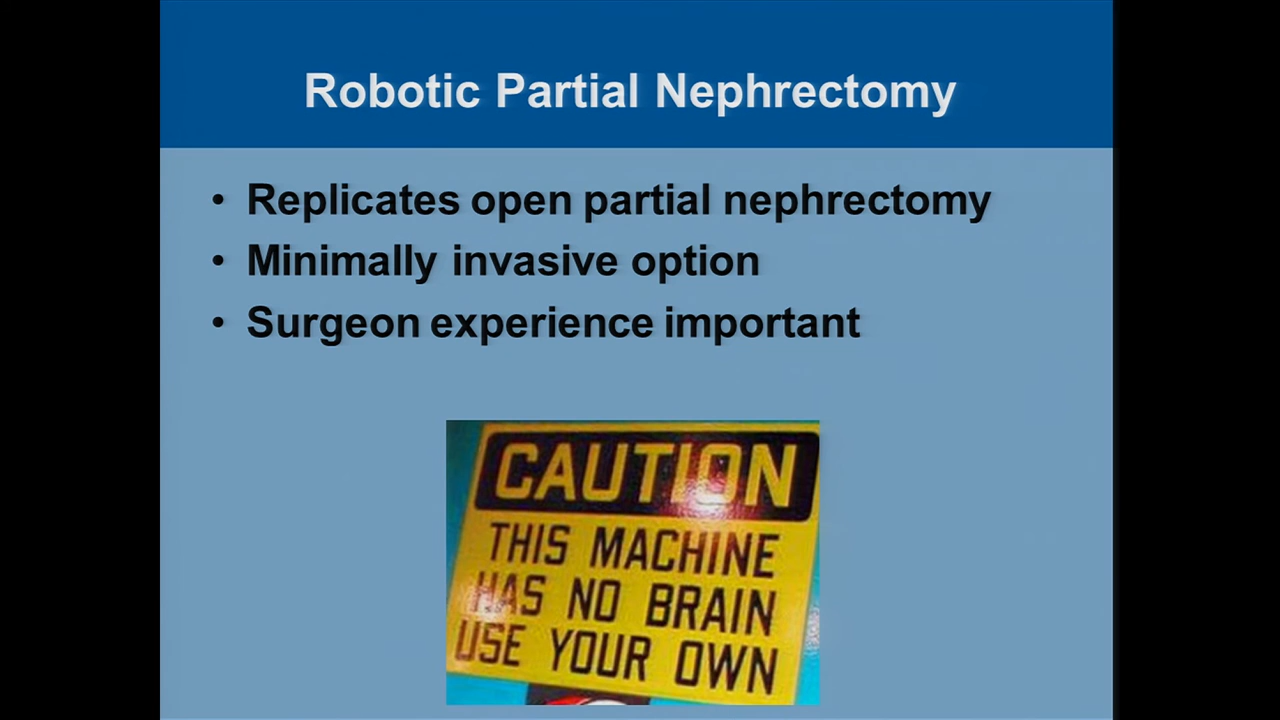 Robotic Partial Nephrectomy
• Replicates open partial nephrectomy
• Minimally invasive option
• Surgeon experience important
CAUTION
THIS MACHINE
HAS NO BRAIN
USE YOUR OWN